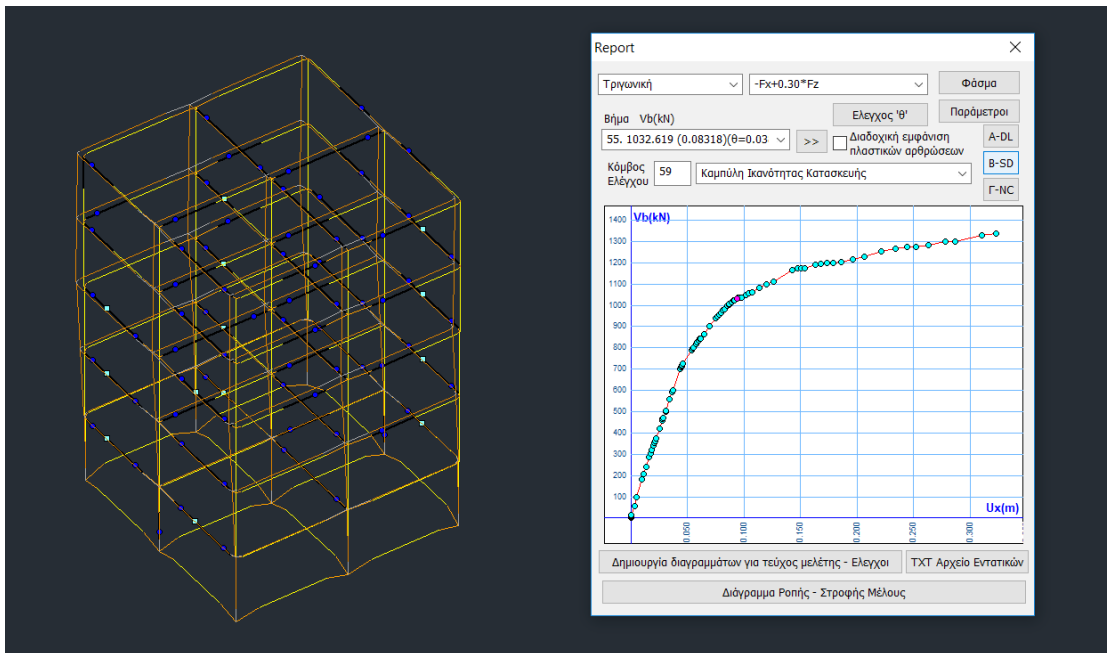 Report
Τριγωνική
-Fx+0.30*Fz
Φάσμα
Βήμα Vb(kN)
Ελεγχος 'θ'
Παράμετροι
55. 1032.619 (0.08318)(θ=0.03
>>
Διαδοχική εμφάνιση
πλαστικών αρθρώσεων
A-DL
B-SD
Γ-NC
Κόμβος
Ελέγχου
59
Καμπύλη Ικανότητας Κατασκευής
Vb(kN)
1400
1300
1200
1100
1000
900
800
700
600
500
400
300
200
100
Ux(m)
0.050
0.100
0.150
0.200
0.250
0.300
Δημιουργία διαγραμμάτων για τεύχος μελέτης - Ελεγχοι
TXT Αρχείο Εντατικών
Διάγραμμα Ροπής - Στροφής Μέλους